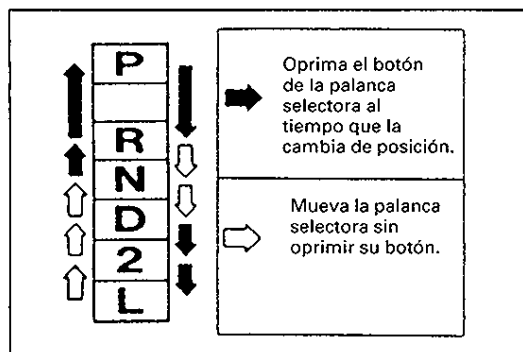 P
R
N
D
2
L
Oprima el botón
de la palanca
selectora al
tiempo que la
cambia de posición.
Mueva la palanca
selectora sin
oprimir su botón.